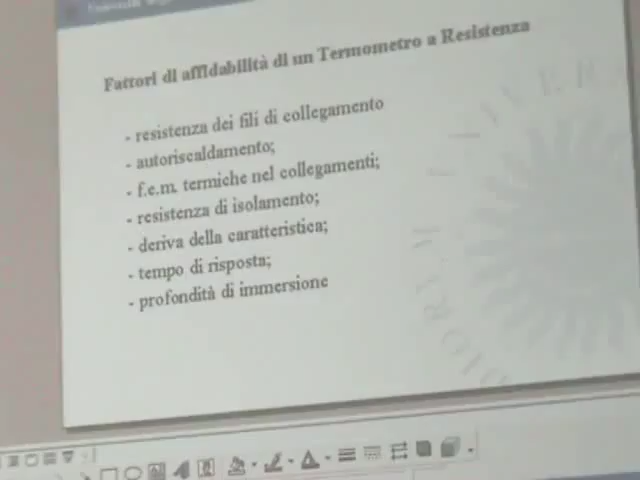 Fattori di affidabilità di un Termometro a Resistenza
- resistenza dei fili di collegamento
- autoriscaldamento;
- f.e.m. termiche nel collegamenti;
- resistenza di isolamento;
- deriva della caratteristica;
- tempo di risposta;
- profondità di immersione